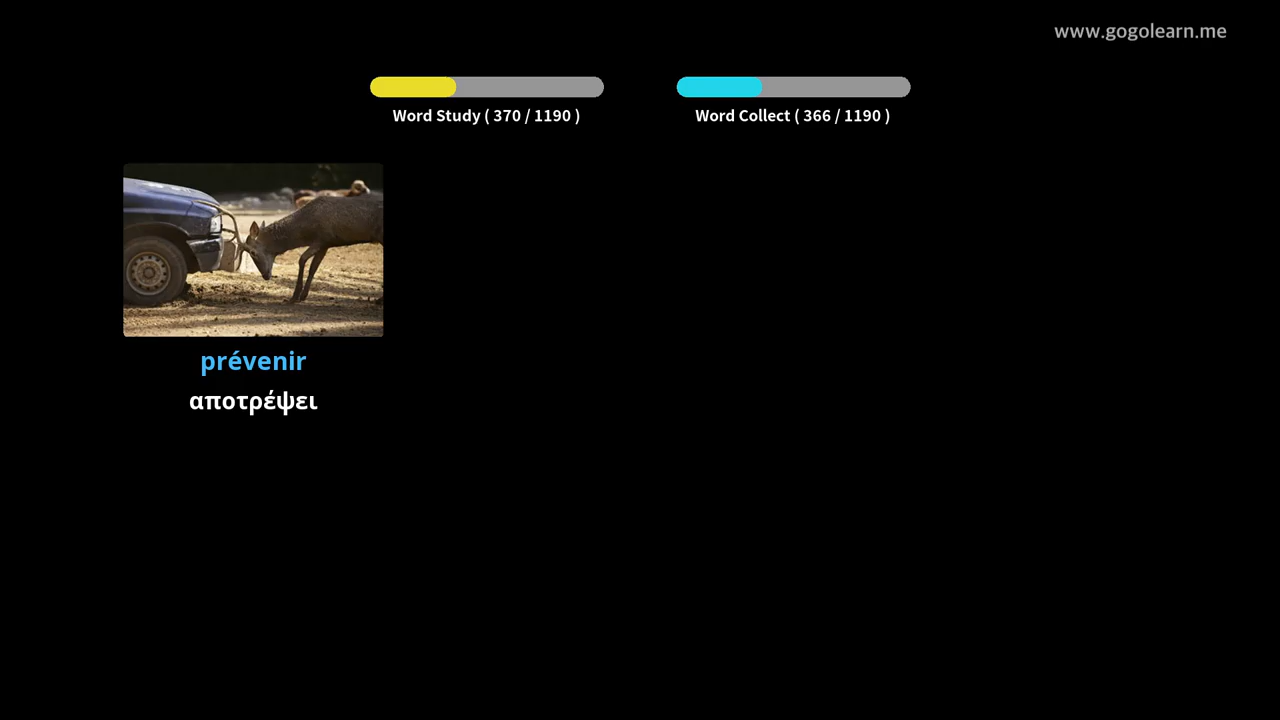 www.gogolearn.me
Word Study ( 370 / 1190 )
Word Collect ( 366 / 1190 )
prévenir
αποτρέψει